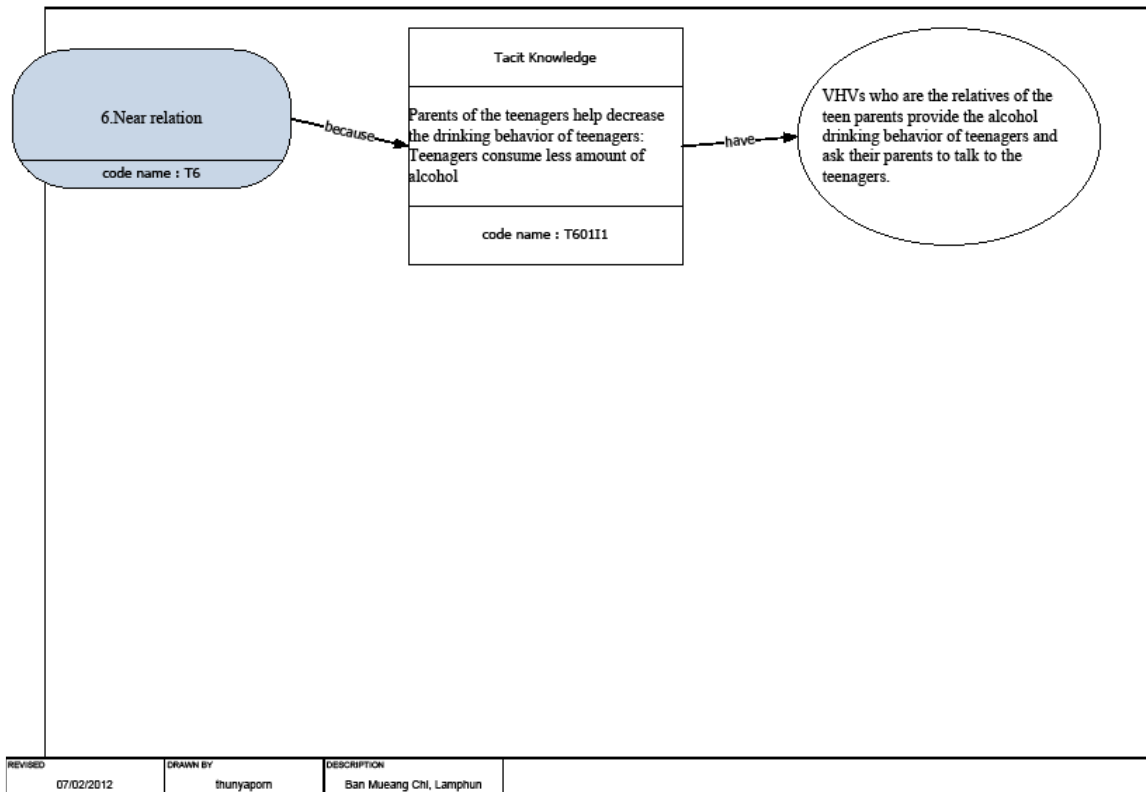 6.Near relation
code name : T6
because
Tacit Knowledge
Parents of the teenagers help decrease
the drinking behavior of teenagers:
Teenagers consume less amount of
alcohol
code name : T601I1
have
VHVs who are the relatives of the
teen parents provide the alcohol
drinking behavior of teenagers and
ask their parents to talk to the
teenagers.
REVISED
07/02/2012
DRAWN BY
thunyaporn
DESCRIPTION
Ban Mueang Chi, Lamphun